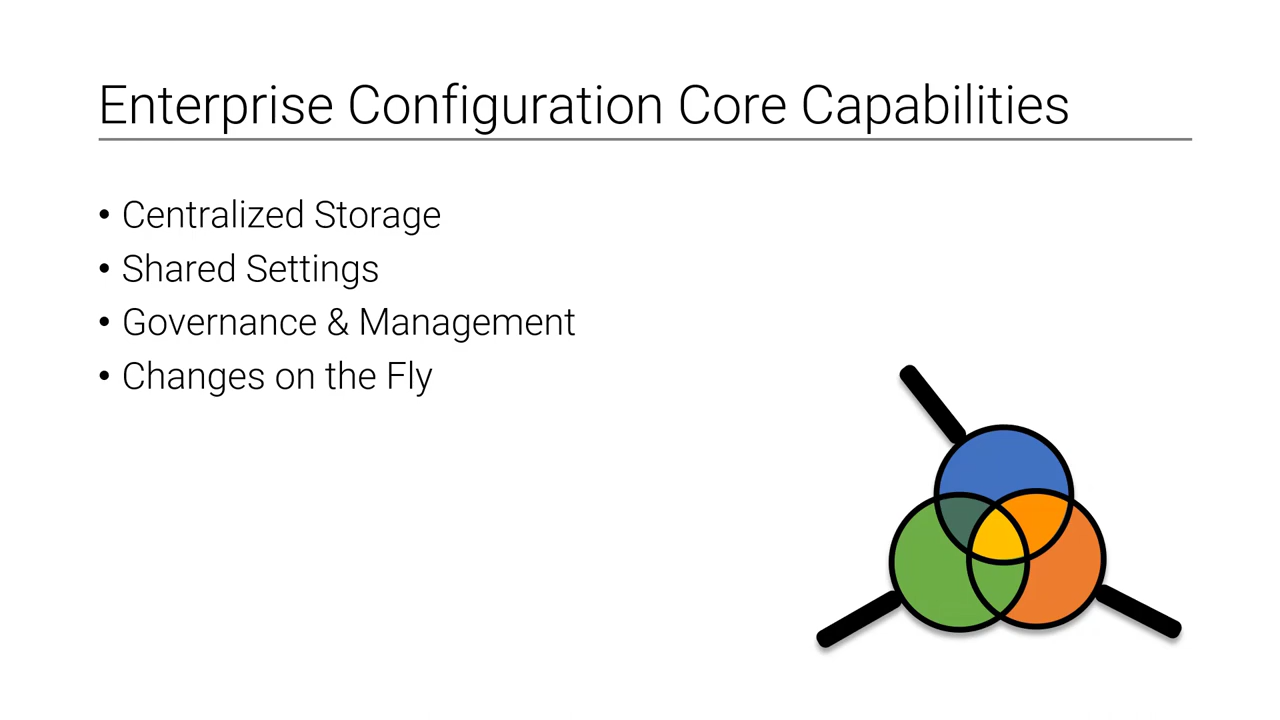 Enterprise Configuration Core Capabilities
• Centralized Storage
• Shared Settings
• Governance & Management
• Changes on the Fly